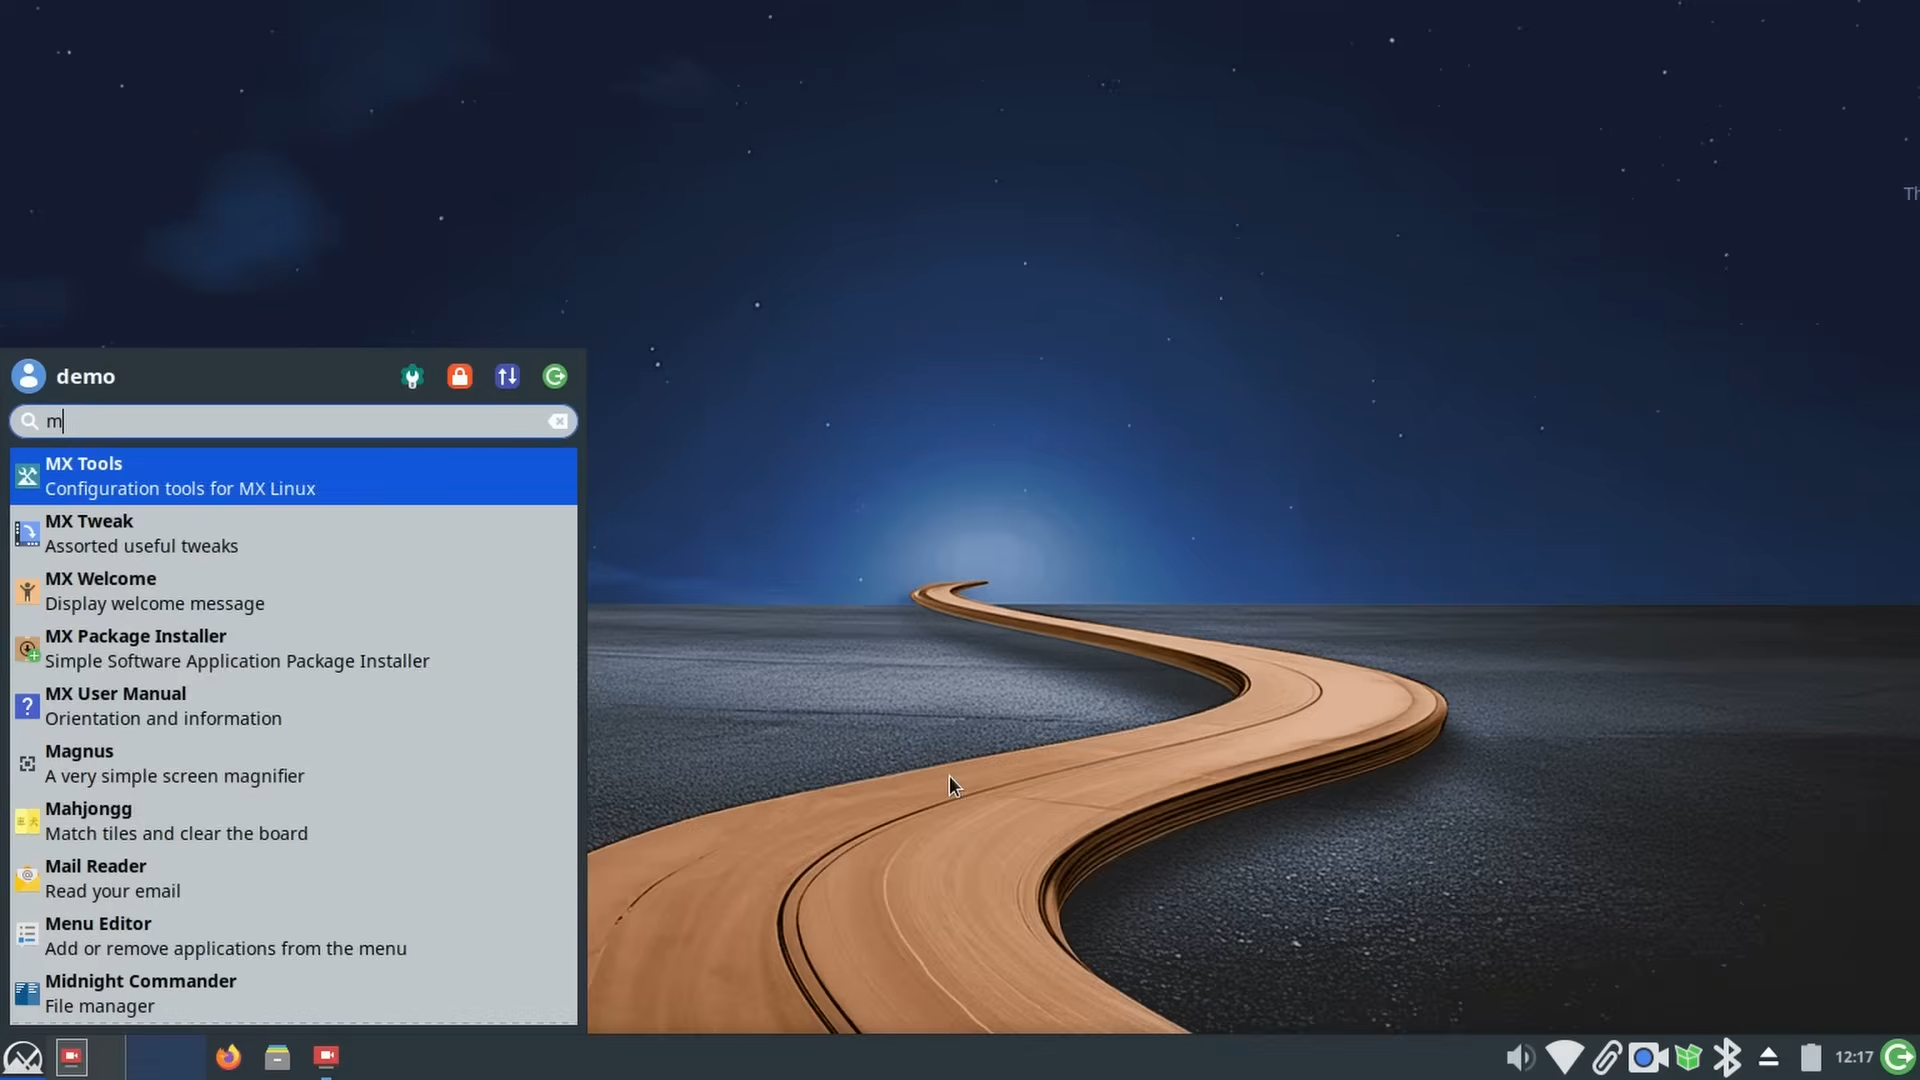 Th
demo
m
MX Tools
Configuration tools for MX Linux
MX Tweak
Assorted useful tweaks
MX Welcome
Display welcome message
MX Package Installer
Simple Software Application Package Installer
MX User Manual
Orientation and information
Magnus
A very simple screen magnifier
Mahjongg
Match tiles and clear the board
Mail Reader
Read your email
Menu Editor
Add or remove applications from the menu
Midnight Commander
File manager
12:17